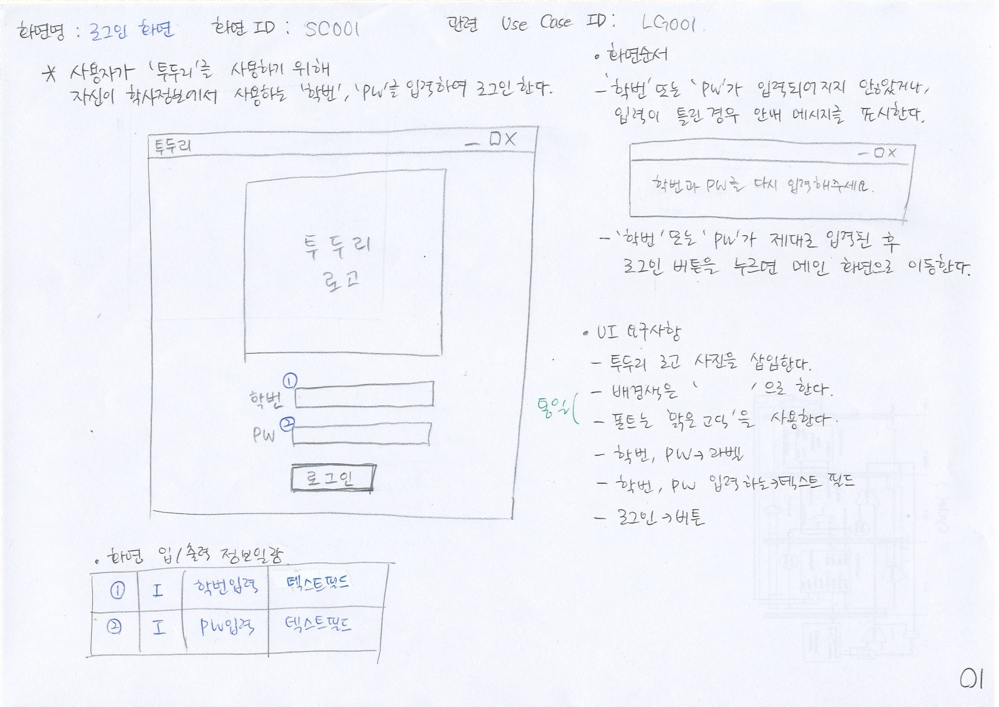 화면명 : 로그인 화면 화면 ID : SC001 관련 Use Case ID : LG001
* 사용자가 '투두리'를 사용하기 위해
자신이 학사정보에서 사용하는 '학번', 'PW'를 입력하여 로그인 한다.
투두리 _ □ X
투두리
로고
①
학번
②
PW
로그인
• 화면 입/출력 정보일람
① I 학번입력 텍스트필드
② I PW입력 텍스트필드
• 화면순서
- '학번' 또는 'PW'가 입력되어지지 않았거나,
입력이 틀린 경우 안내 메시지를 표시한다.
_ □ X
학번과 PW를 다시 입력해주세요.
- '학번' 또는 'PW'가 제대로 입력된 후
로그인 버튼을 누르면 메인 화면으로 이동한다.
• UI 요구사항
- 투두리 로고 사진을 삽입한다.
- 배경색은 ' '으로 한다.
통일(
- 폰트는 '맑은고딕'을 사용한다.
- 학번, PW → 라벨
- 학번, PW 입력하는 → 텍스트 필드
- 로그인 → 버튼
01